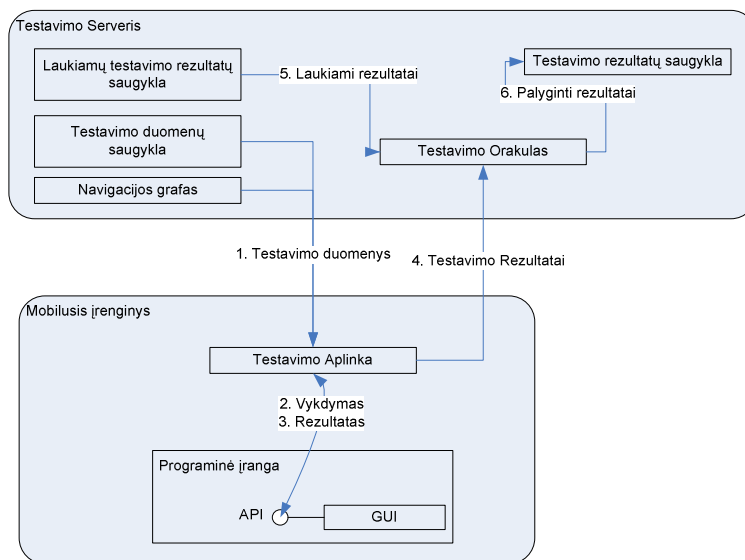 Testavimo Serveris
Laukiamų testavimo rezultatų
saugykla
5. Laukiami rezultatai
Testavimo rezultatų saugykla
6. Palyginti rezultatai
Testavimo duomenų
saugykla
Testavimo Orakulas
Navigacijos grafas
1. Testavimo duomenys
4. Testavimo Rezultatai
Mobilusis įrenginys
Testavimo Aplinka
2. Vykdymas
3. Rezultatas
Programinė įranga
API
GUI